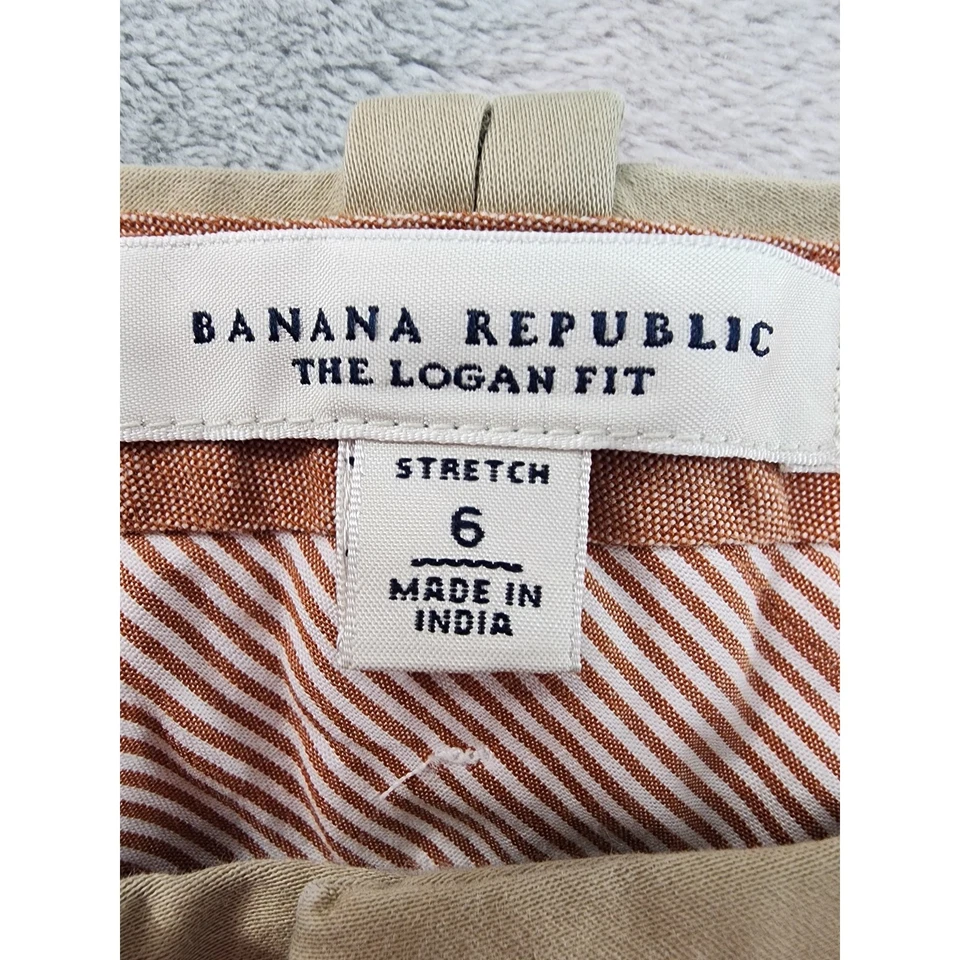 BANANA REPUBLIC
THE LOGAN FIT
STRETCH
6
MADE IN
INDIA